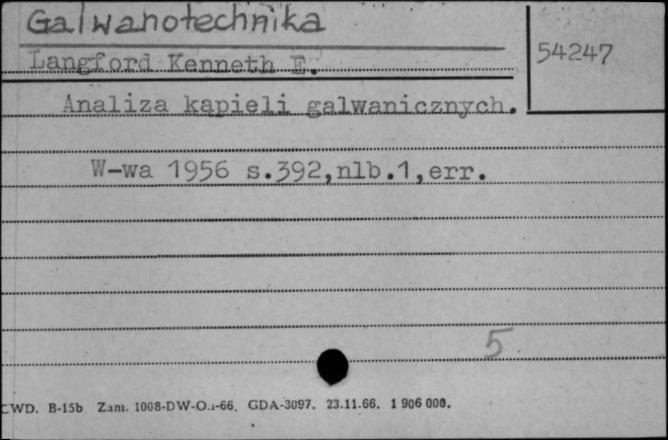 Galwanotechnika
54247
Langford Kenneth E.
Analiza kąpieli galwanicznych.
W-wa 1956 s.392,nlb.1,err.
5
CWD. B-15b Zam. 1008-DW-O.-66. GDA-3097. 23.11.66. 1 906 000.